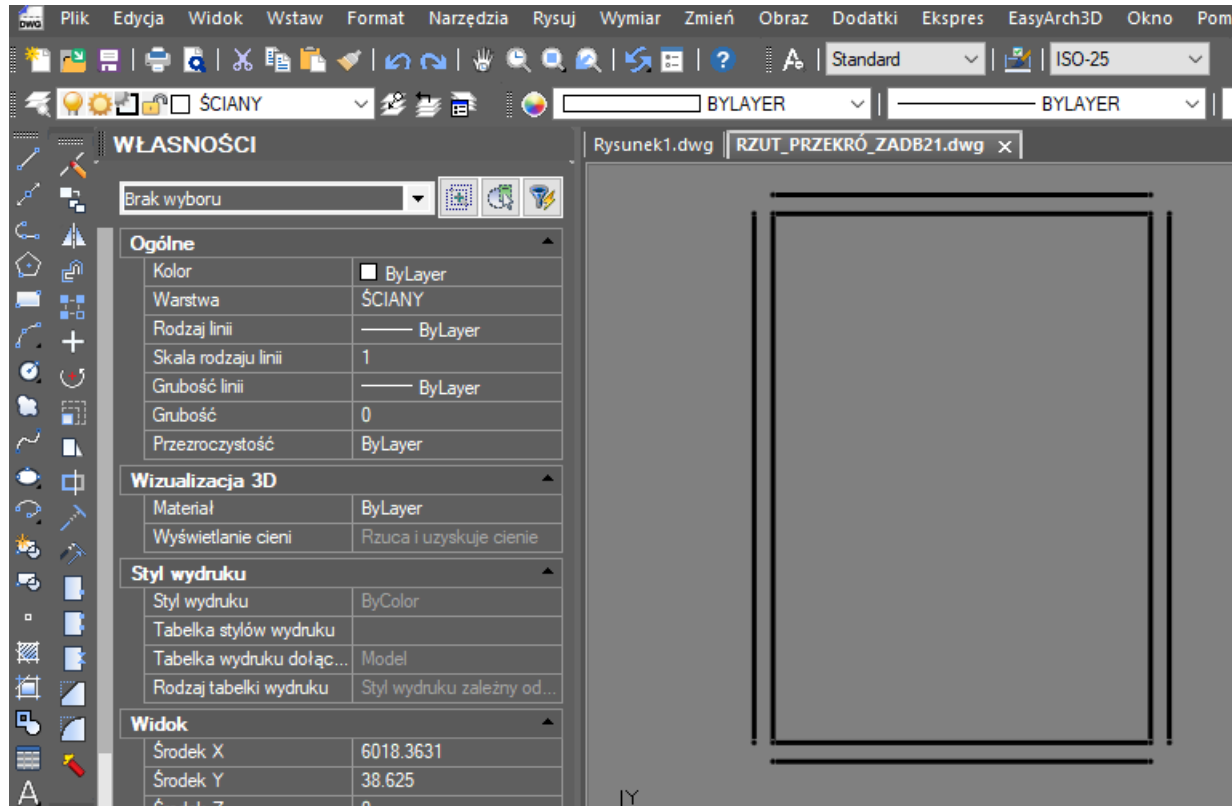 DWG Plik Edycja Widok Wstaw Format Narzędzia Rysuj Wymiar Zmień Obraz Dodatki Ekspres EasyArch3D Okno Pom
Standard ISO-25
ŚCIANY BYLAYER BYLAYER
WŁASNOŚCI
Rysunek1.dwg RZUT_PRZEKRÓ_ZADB21.dwg
Brak wyboru
Ogólne
Kolor ByLayer
Warstwa ŚCIANY
Rodzaj linii ByLayer
Skala rodzaju linii 1
Grubość linii ByLayer
Grubość 0
Przezroczystość ByLayer
Wizualizacja 3D
Materiał ByLayer
Wyświetlanie cieni Rzuca i uzyskuje cienie
Styl wydruku
Styl wydruku ByColor
Tabelka stylów wydruku
Tabelka wydruku dołąc... Model
Rodzaj tabelki wydruku Styl wydruku zależny od...
Widok
Środek X 6018.3631
Środek Y 38.625
Y